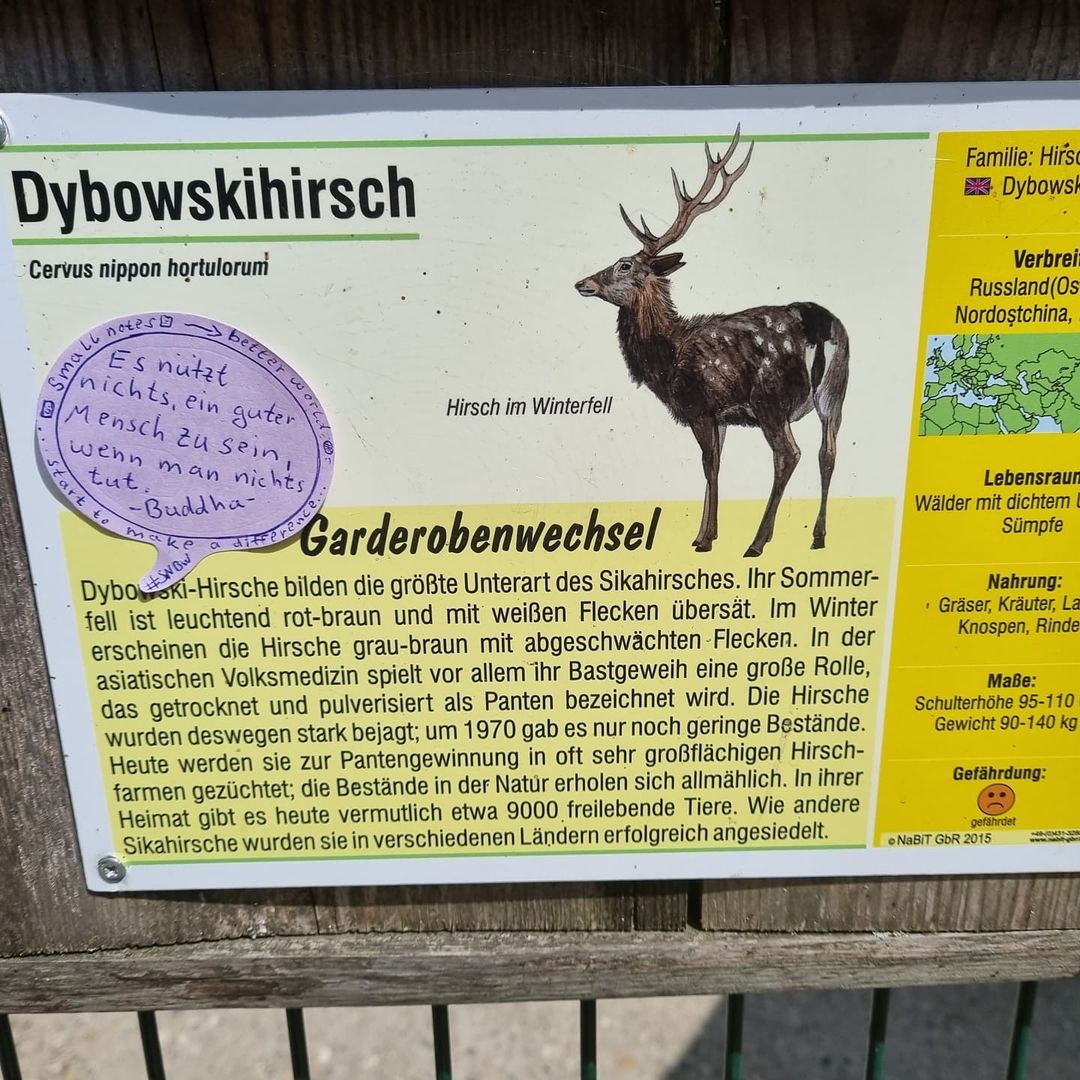 Dybowskihirsch
Cervus nippon hortulorum
Small notes → better world
Es nützt
nichts, ein guter
Mensch zu sein,
wenn man nichts
tut.
-Buddha-
...start to make a difference...
#SNBW
Hirsch im Winterfell
Garderobenwechsel
Dybowski-Hirsche bilden die größte Unterart des Sikahirsches. Ihr Sommer-
fell ist leuchtend rot-braun und mit weißen Flecken übersät. Im Winter
erscheinen die Hirsche grau-braun mit abgeschwächten Flecken. In der
asiatischen Volksmedizin spielt vor allem ihr Bastgeweih eine große Rolle,
das getrocknet und pulverisiert als Panten bezeichnet wird. Die Hirsche
wurden deswegen stark bejagt; um 1970 gab es nur noch geringe Bestände.
Heute werden sie zur Pantengewinnung in oft sehr großflächigen Hirsch-
farmen gezüchtet; die Bestände in der Natur erholen sich allmählich. In ihrer
Heimat gibt es heute vermutlich etwa 9000 freilebende Tiere. Wie andere
Sikahirsche wurden sie in verschiedenen Ländern erfolgreich angesiedelt.
Familie: Hirsc
Dybowsk
Verbreit
Russland(Os
Nordostchina,
Lebensraum
Wälder mit dichtem
Sümpfe
Nahrung:
Gräser, Kräuter, La
Knospen, Rinde
Maße:
Schulterhöhe 95-110
Gewicht 90-140 kg
Gefährdung:
gefährdet
© NaBiT GbR 2015